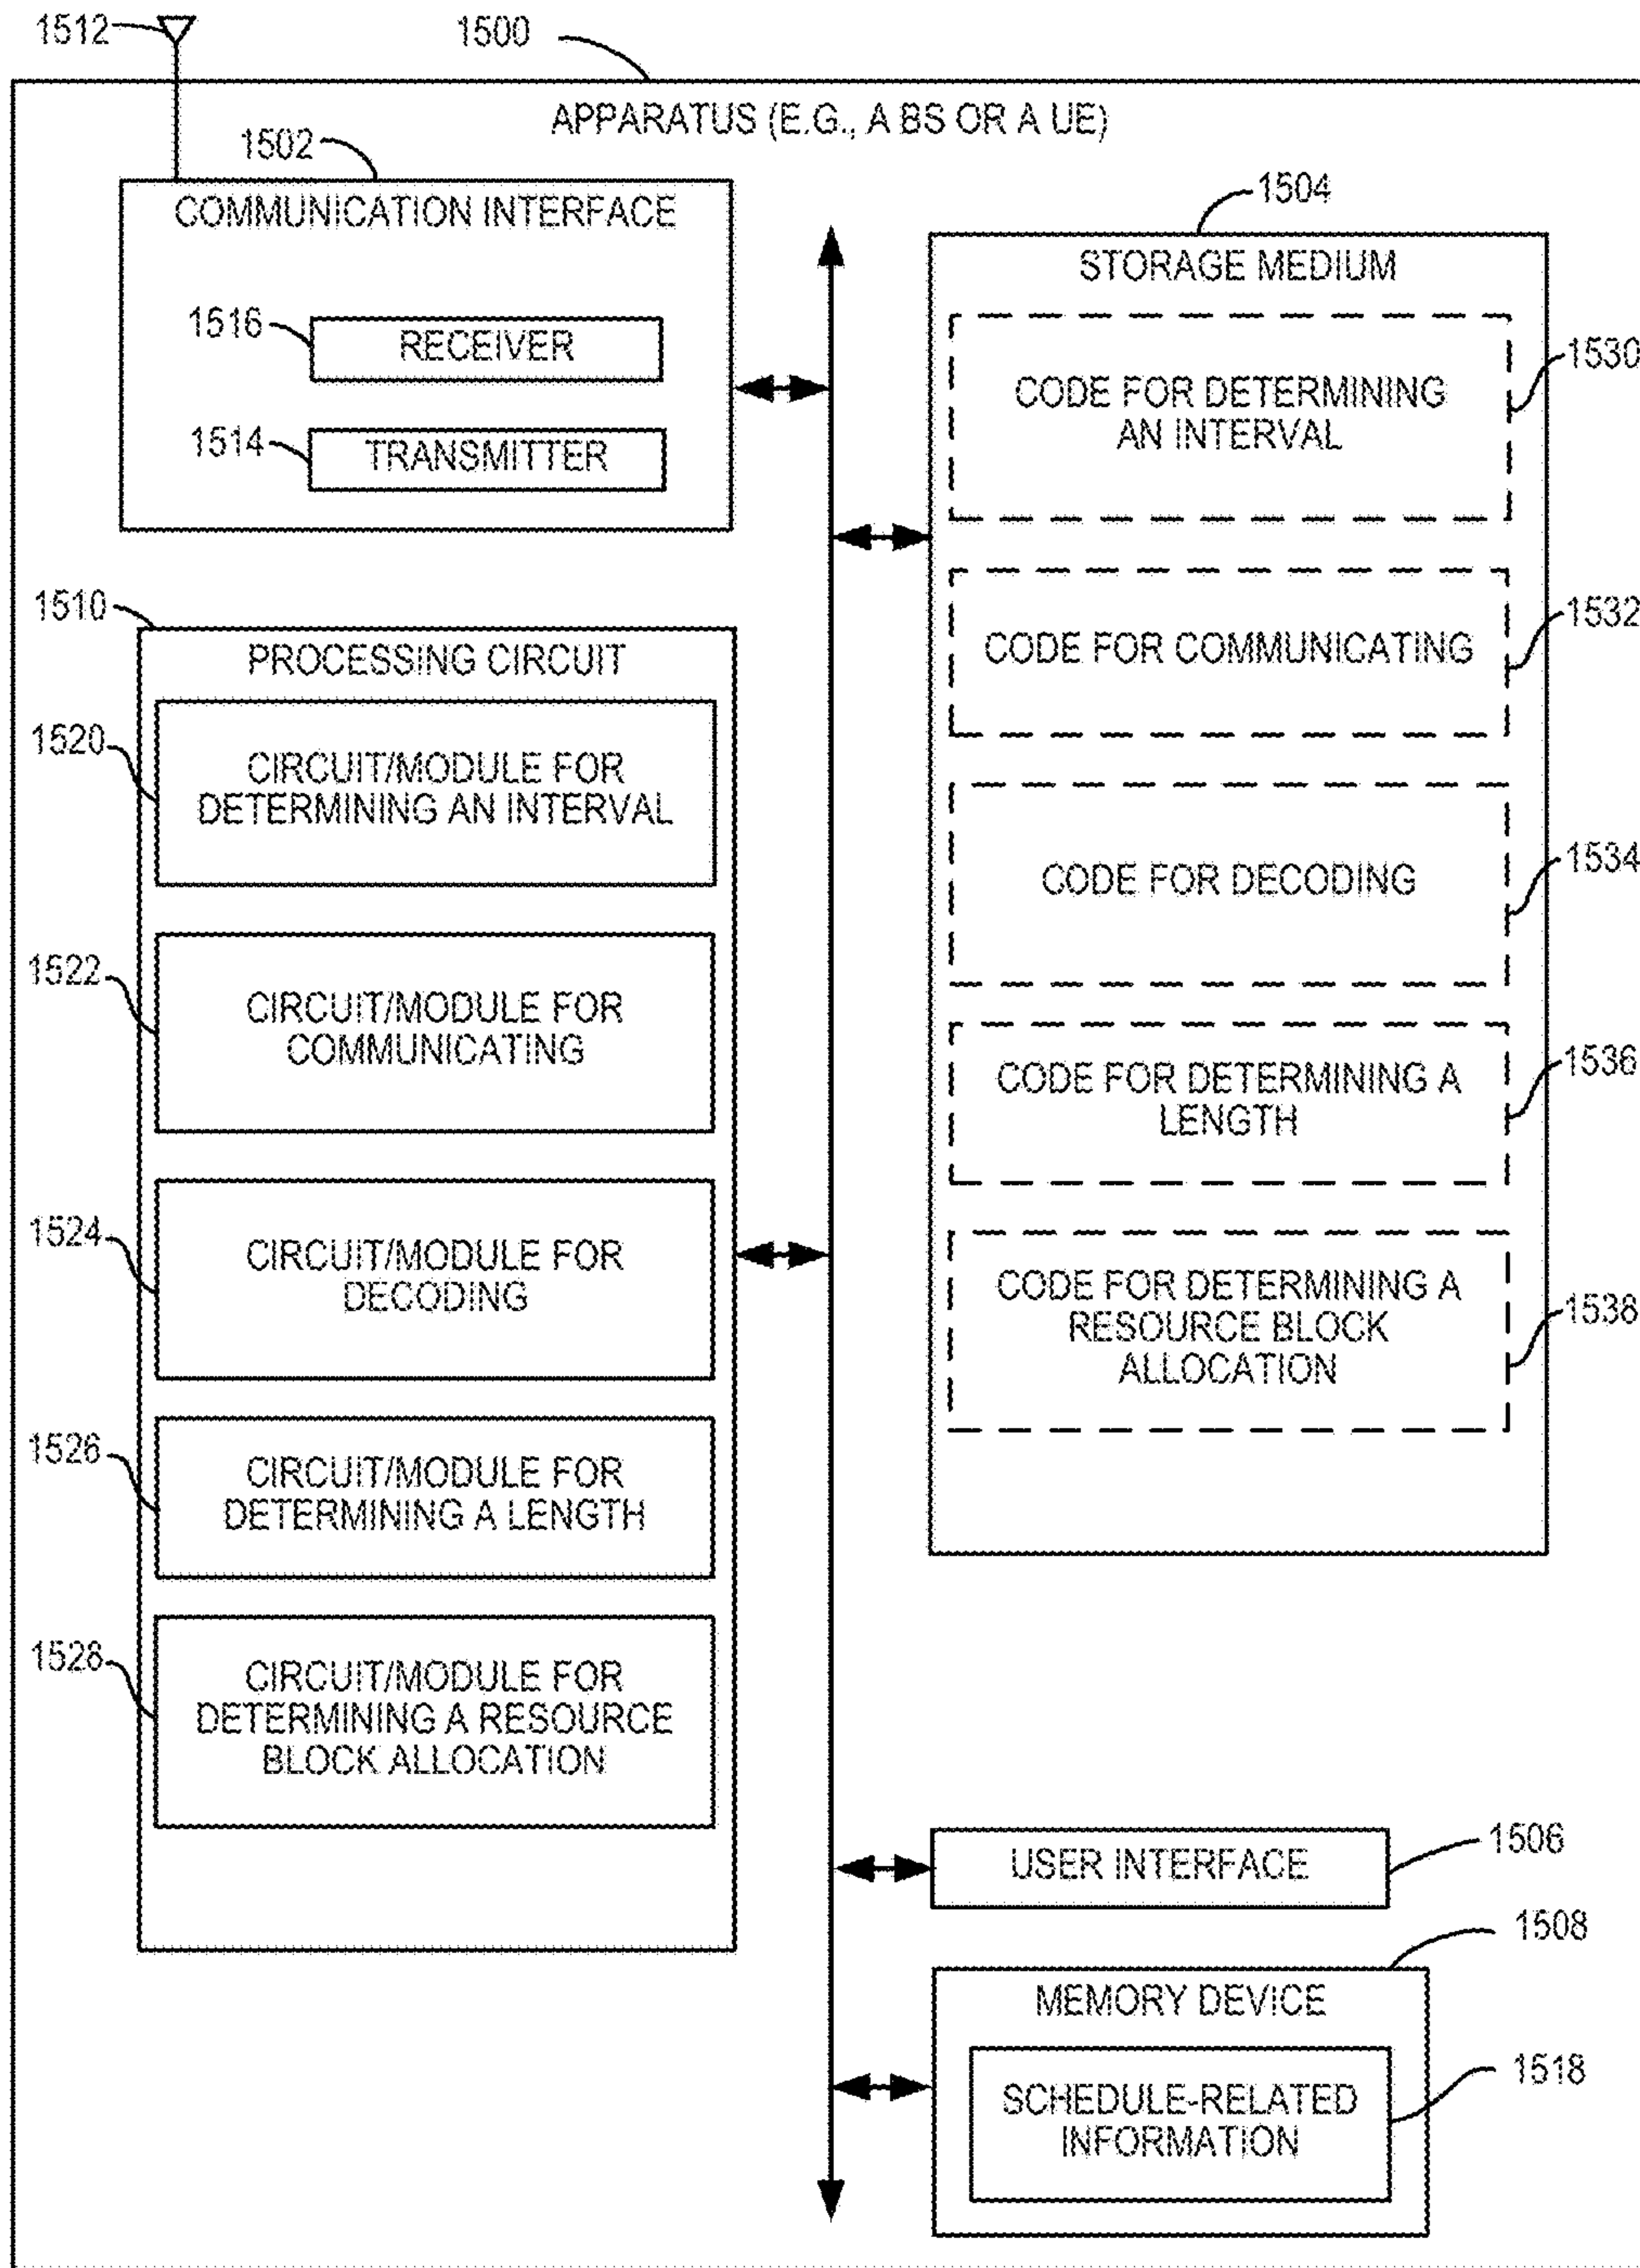 1512
1500
APPARATUS (E.G., A BS OR A UE)
1502
COMMUNICATION INTERFACE
1516
RECEIVER
1514
TRANSMITTER
1510
PROCESSING CIRCUIT
1520
CIRCUIT/MODULE FOR
DETERMINING AN INTERVAL
1522
CIRCUIT/MODULE FOR
COMMUNICATING
1524
CIRCUIT/MODULE FOR
DECODING
1526
CIRCUIT/MODULE FOR
DETERMINING A LENGTH
1528
CIRCUIT/MODULE FOR
DETERMINING A RESOURCE
BLOCK ALLOCATION
1504
STORAGE MEDIUM
CODE FOR DETERMINING
AN INTERVAL
1530
CODE FOR COMMUNICATING
1532
CODE FOR DECODING
1534
CODE FOR DETERMINING A
LENGTH
1536
CODE FOR DETERMINING A
RESOURCE BLOCK
ALLOCATION
1538
USER INTERFACE
1506
1508
MEMORY DEVICE
SCHEDULE-RELATED
INFORMATION
1518